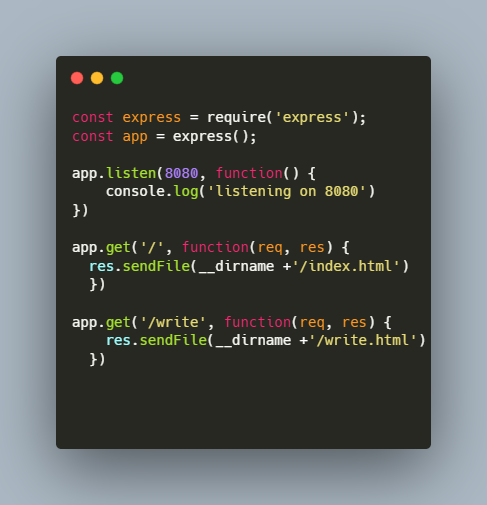 const express = require('express');
const app = express();

app.listen(8080, function() {
    console.log('listening on 8080')
})

app.get('/', function(req, res) {
  res.sendFile(__dirname +'/index.html')
  })

app.get('/write', function(req, res) {
    res.sendFile(__dirname +'/write.html')
  })